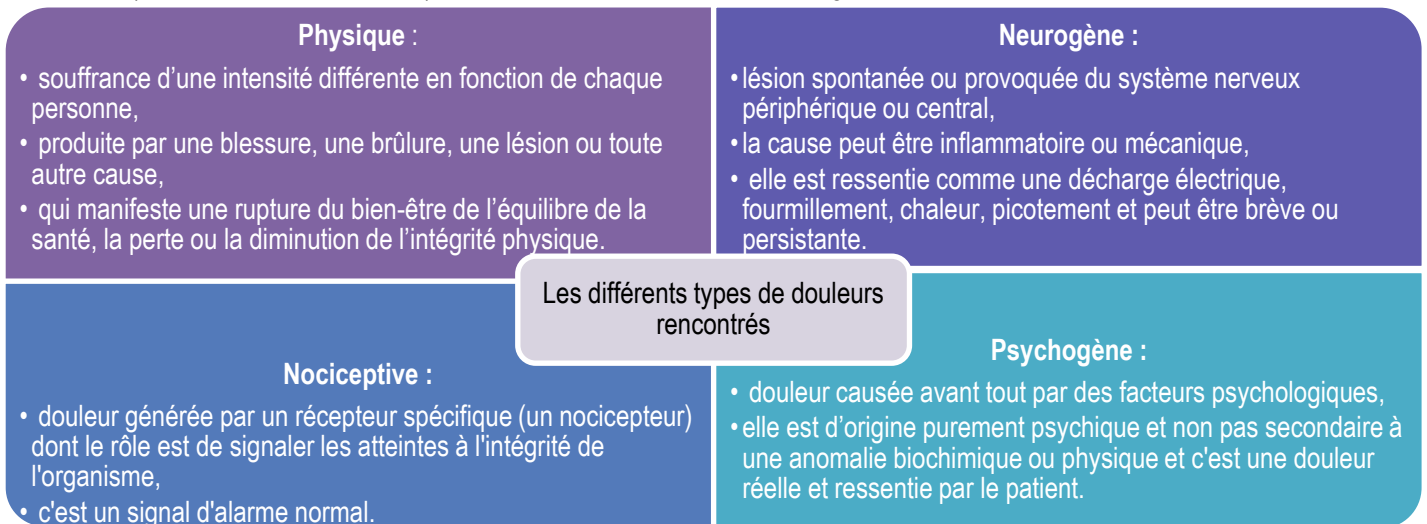 Physique :
• souffrance d’une intensité différente en fonction de chaque
personne,
• produite par une blessure, une brûlure, une lésion ou toute
autre cause,
• qui manifeste une rupture du bien-être de l’équilibre de la
santé, la perte ou la diminution de l’intégrité physique.
Neurogène :
• lésion spontanée ou provoquée du système nerveux
périphérique ou central,
• la cause peut être inflammatoire ou mécanique,
• elle est ressentie comme une décharge électrique,
fourmillement, chaleur, picotement et peut être brève ou
persistante.
Les différents types de douleurs
rencontrés
Nociceptive :
• douleur générée par un récepteur spécifique (un nocicepteur)
dont le rôle est de signaler les atteintes à l'intégrité de
l'organisme,
• c'est un signal d'alarme normal.
Psychogène :
• douleur causée avant tout par des facteurs psychologiques,
• elle est d’origine purement psychique et non pas secondaire à
une anomalie biochimique ou physique et c'est une douleur
réelle et ressentie par le patient.